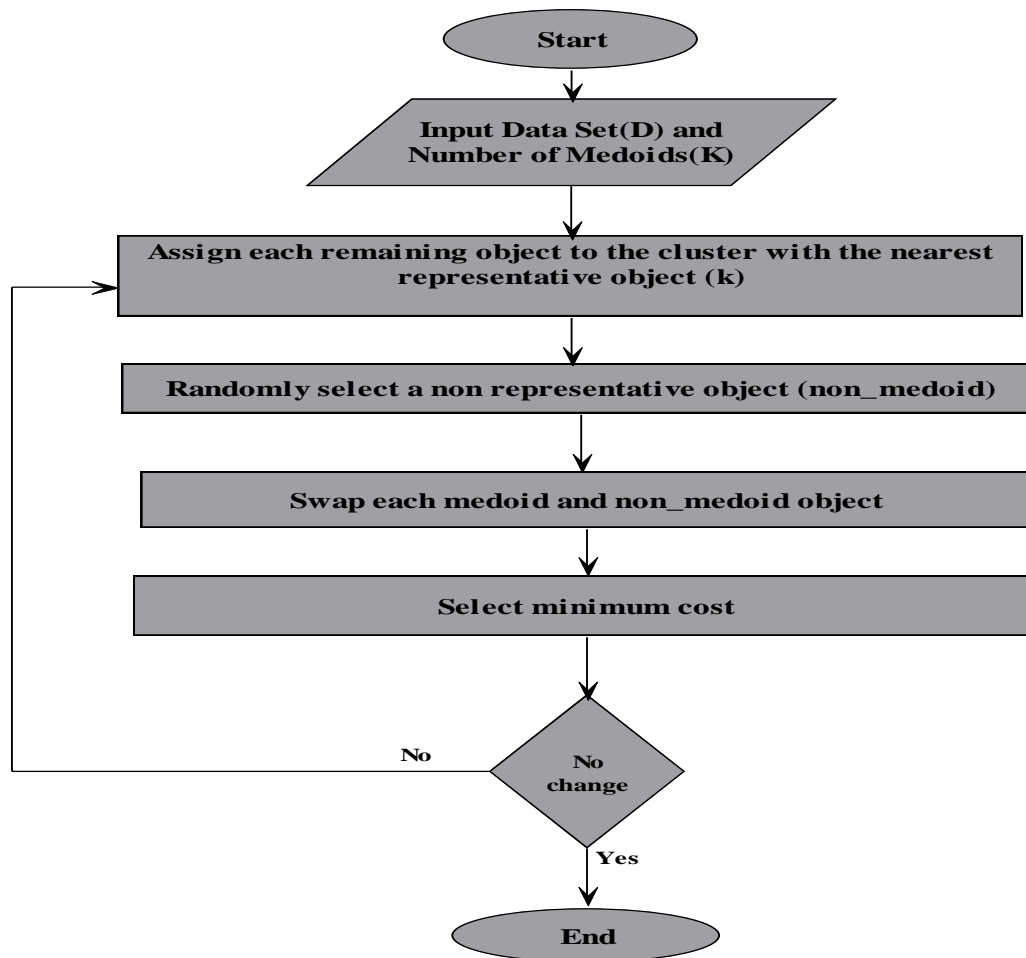 Start
Input Data Set(D) and
Number of Medoids(K)
Assign each remaining object to the cluster with the nearest
representative object (k)
Randomly select a non representative object (non_medoid)
Swap each medoid and non_medoid object
Select minimum cost
No
change
No
Yes
End